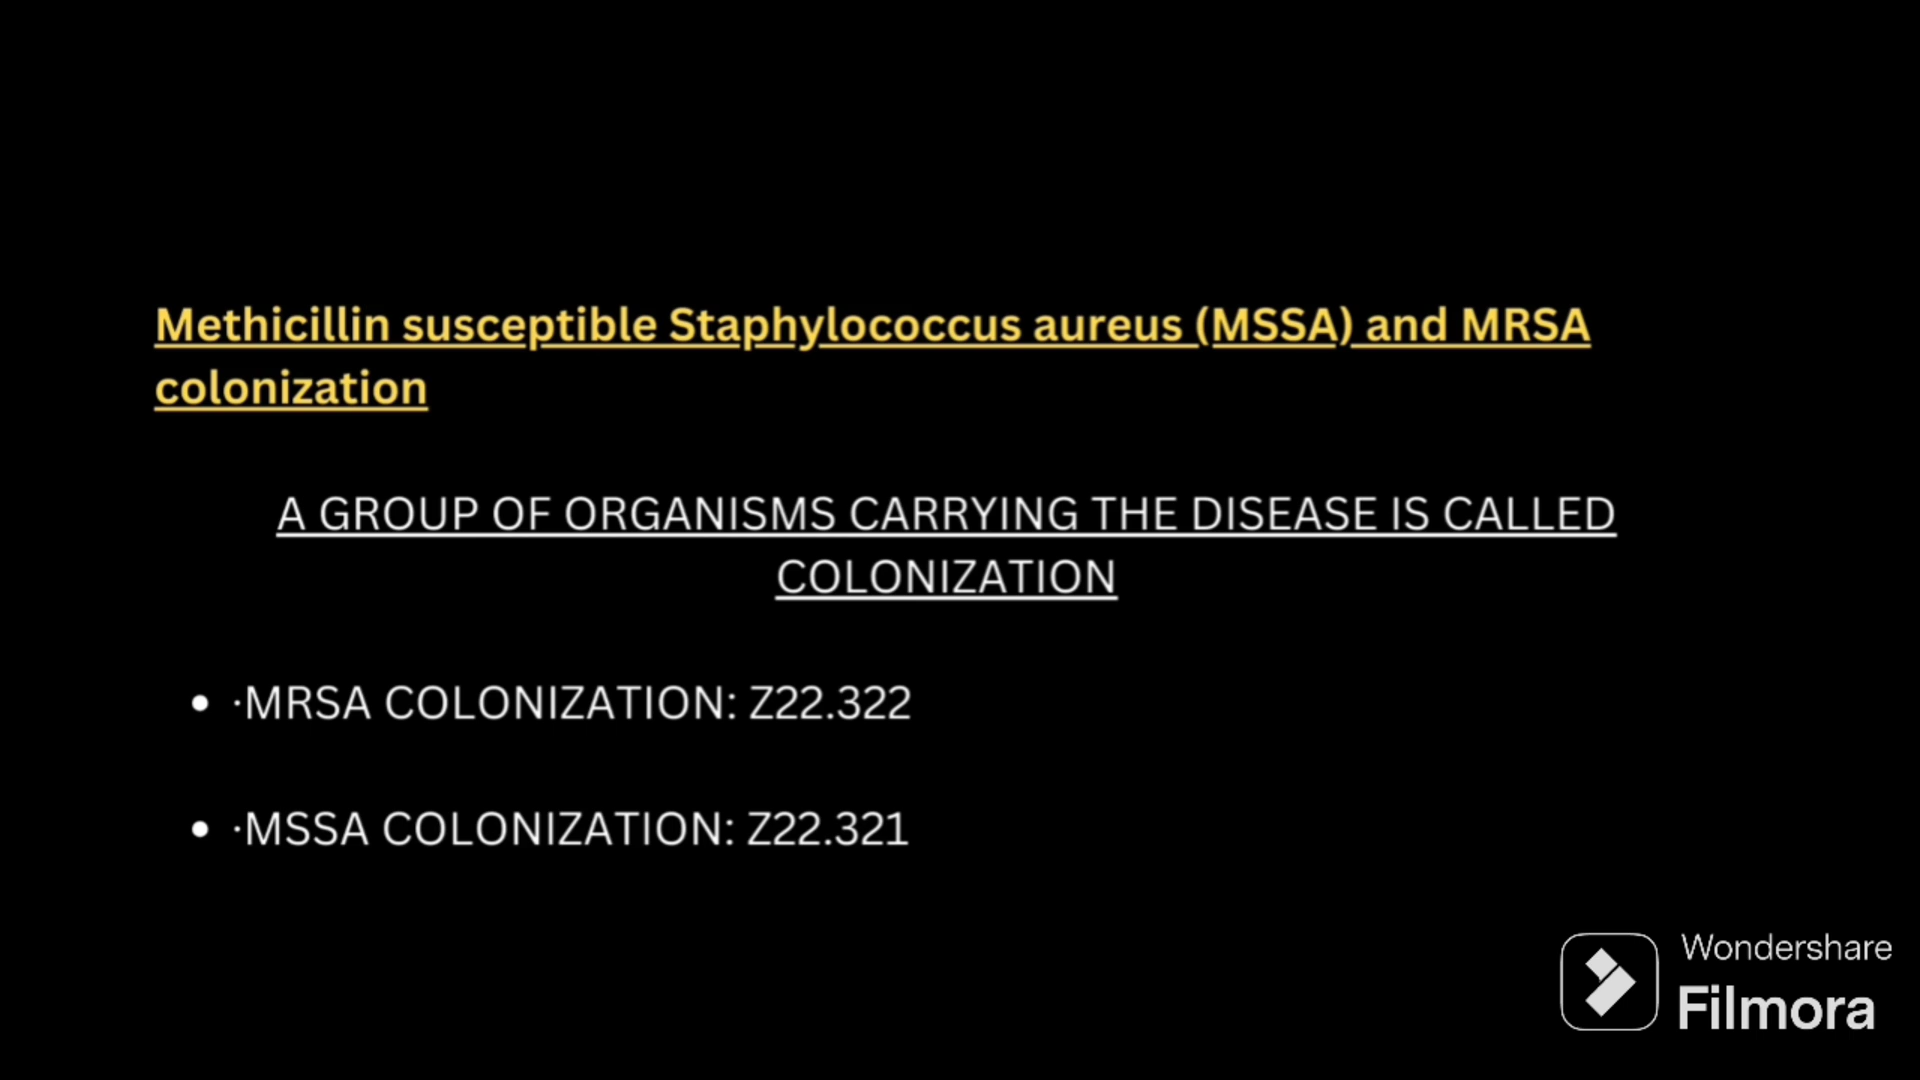 Methicillin susceptible Staphylococcus aureus (MSSA) and MRSA
colonization
A GROUP OF ORGANISMS CARRYING THE DISEASE IS CALLED
COLONIZATION
• ·MRSA COLONIZATION: Z22.322
• ·MSSA COLONIZATION: Z22.321
Wondershare
Filmora